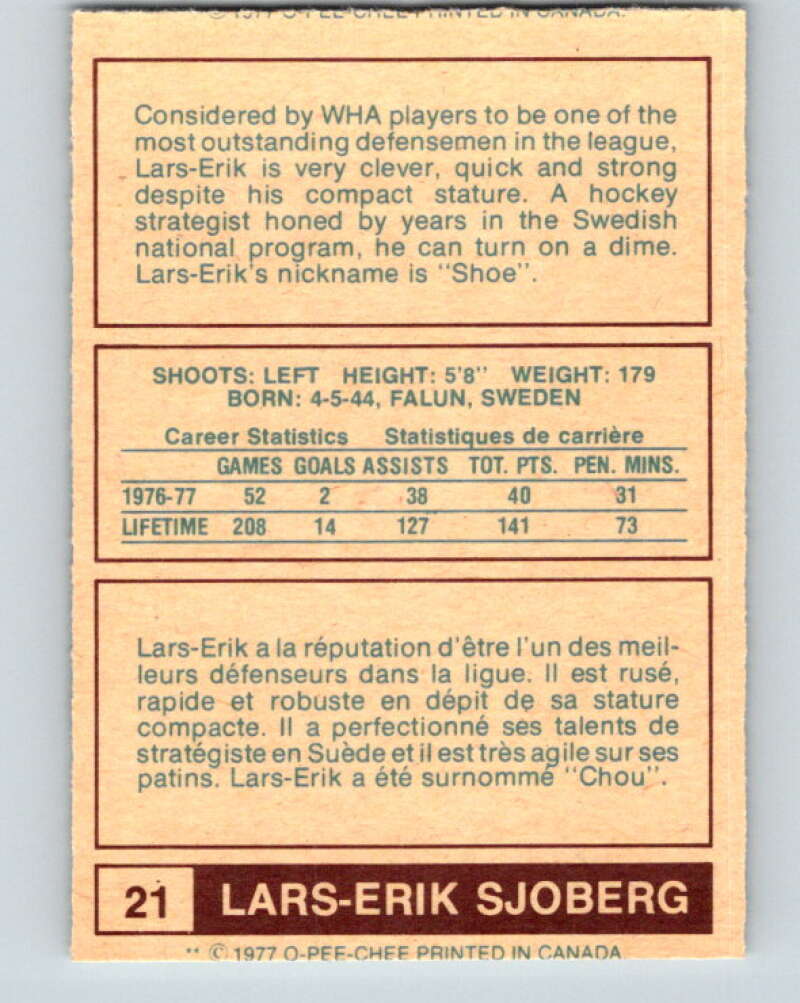 © 1977 O-PEE-CHEE PRINTED IN CANADA.
Considered by WHA players to be one of the
most outstanding defensemen in the league,
Lars-Erik is very clever, quick and strong
despite his compact stature. A hockey
strategist honed by years in the Swedish
national program, he can turn on a dime.
Lars-Erik's nickname is "Shoe".
SHOOTS: LEFT HEIGHT: 5'8" WEIGHT: 179
BORN: 4-5-44, FALUN, SWEDEN
Career Statistics Statistiques de carrière
GAMES GOALS ASSISTS TOT. PTS. PEN. MINS.
1976-77 52 2 38 40 31
LIFETIME 208 14 127 141 73
Lars-Erik a la réputation d'être l'un des meil-
leurs défenseurs dans la ligue. Il est rusé,
rapide et robuste en dépit de sa stature
compacte. Il a perfectionné ses talents de
stratégiste en Suède et il est très agile sur ses
patins. Lars-Erik a été surnommé "Chou".
21 LARS-ERIK SJOBERG
** © 1977 O-PEE-CHEE PRINTED IN CANADA